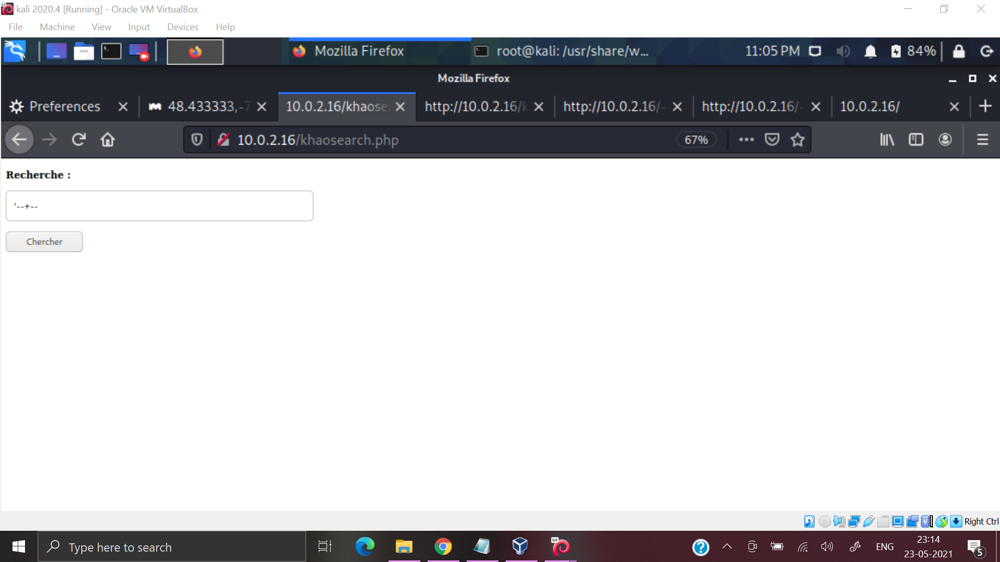 kali 2020.4 [Running] - Oracle VM VirtualBox
File Machine View Input Devices Help
Mozilla Firefox root@kali: /usr/share/w... 11:05 PM 84%
Mozilla Firefox
Preferences 48.433333,-7 10.0.2.16/khaose http://10.0.2.16/k http://10.0.2.16/- http://10.0.2.16/- 10.0.2.16/
10.0.2.16/khaosearch.php 67%
Recherche :
'--+--
Chercher
Right Ctrl
Type here to search 64 ENG 23:14
23-05-2021 5